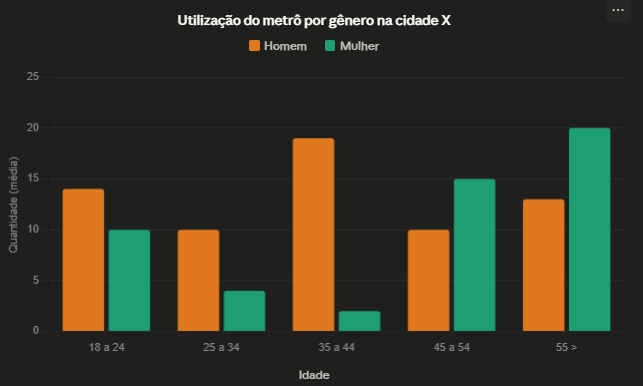 Utilização do metrô por gênero na cidade X
...
Homem Mulher
25
20
15
10
5
0
Quantidade (média)
18 a 24 25 a 34 35 a 44 45 a 54 55 >
Idade